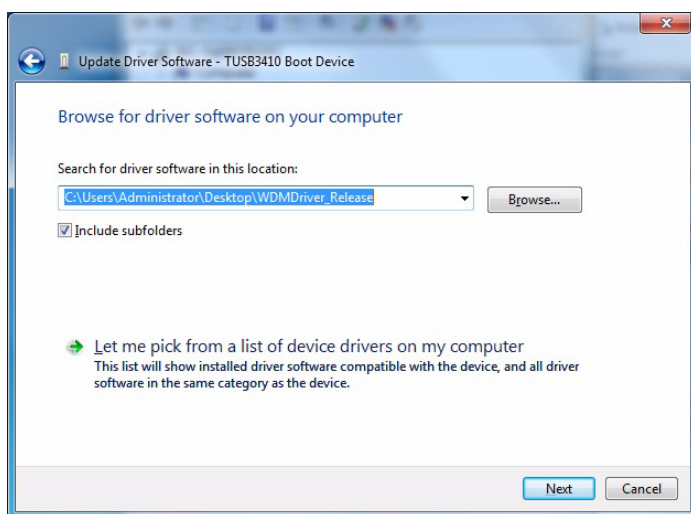 Update Driver Software - TUSB3410 Boot Device
Browse for driver software on your computer
Search for driver software in this location:
C:\Users\Administrator\Desktop\WDMDriver_Release
Browse...
Include subfolders
Let me pick from a list of device drivers on my computer
This list will show installed driver software compatible with the device, and all driver
software in the same category as the device.
Next
Cancel